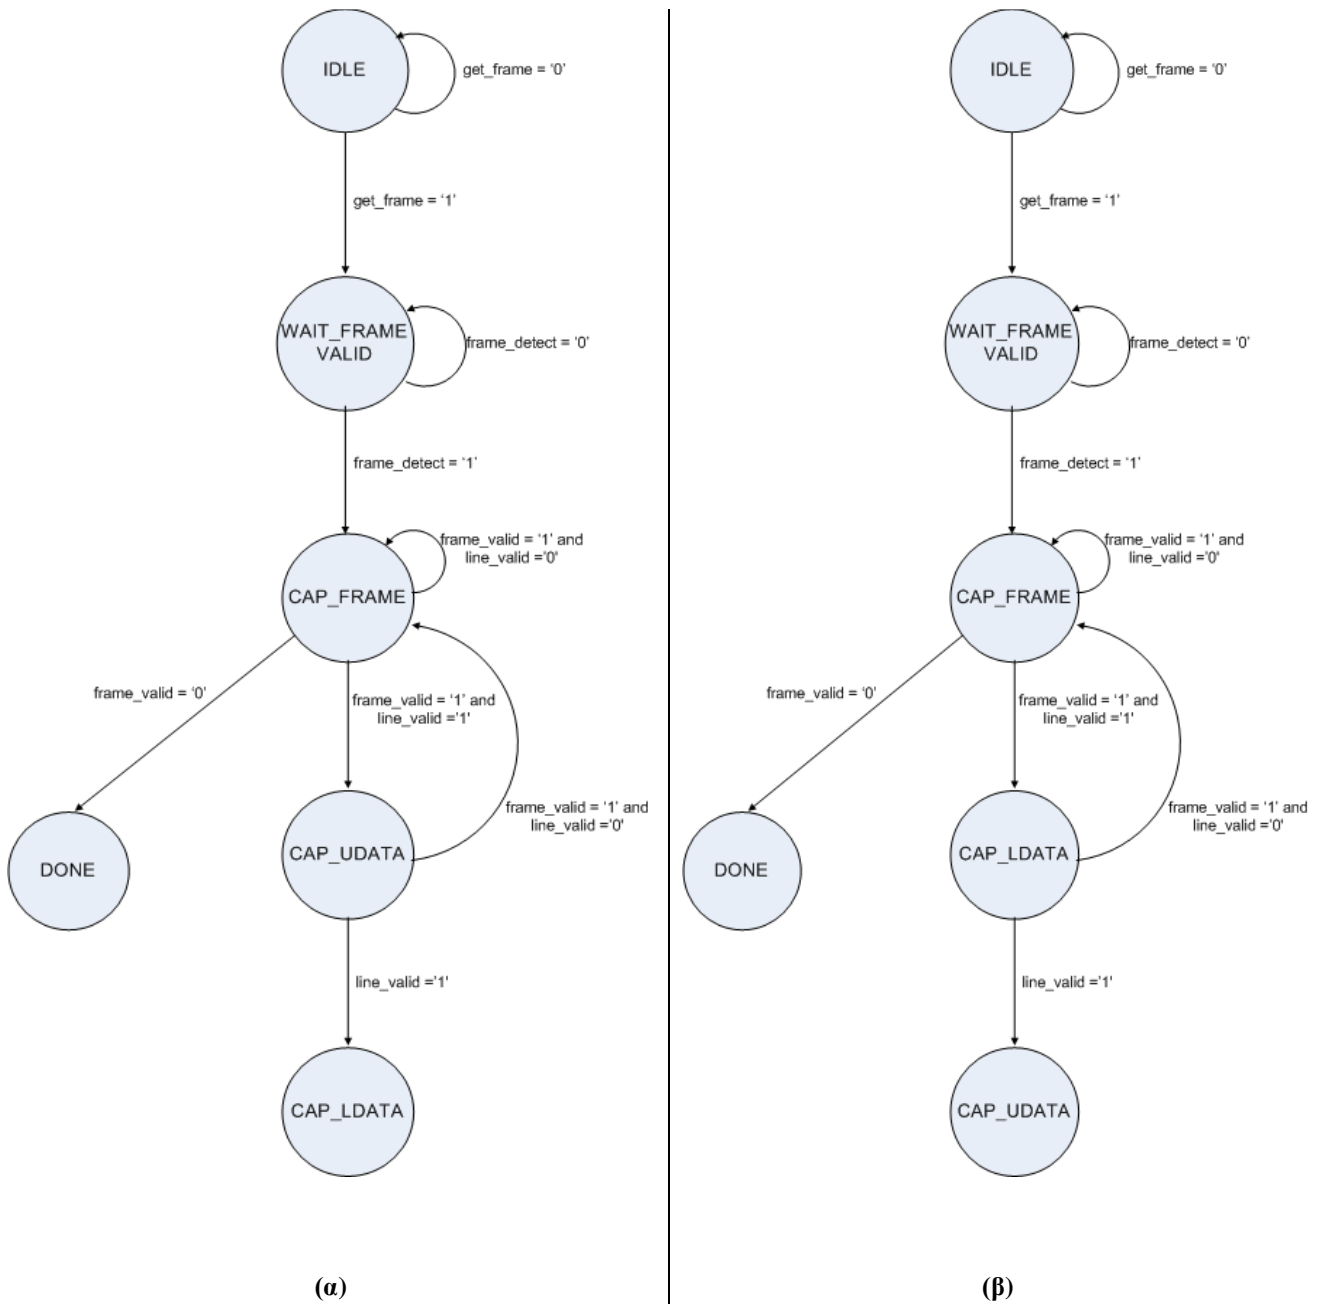 IDLE
get_frame = ‘0’
get_frame = ‘1’
WAIT_FRAME
VALID
frame_detect = ‘0’
frame_detect = ‘1’
frame_valid = ‘1’ and
line_valid ='0'
CAP_FRAME
frame_valid = ‘0’
frame_valid = ‘1’ and
line_valid ='1'
frame_valid = ‘1’ and
line_valid ='0'
DONE
CAP_UDATA
line_valid ='1'
CAP_LDATA
(α)
IDLE
get_frame = ‘0’
get_frame = ‘1’
WAIT_FRAME
VALID
frame_detect = ‘0’
frame_detect = ‘1’
frame_valid = ‘1’ and
line_valid ='0'
CAP_FRAME
frame_valid = ‘0’
frame_valid = ‘1’ and
line_valid ='1'
frame_valid = ‘1’ and
line_valid ='0'
DONE
CAP_LDATA
line_valid ='1'
CAP_UDATA
(β)